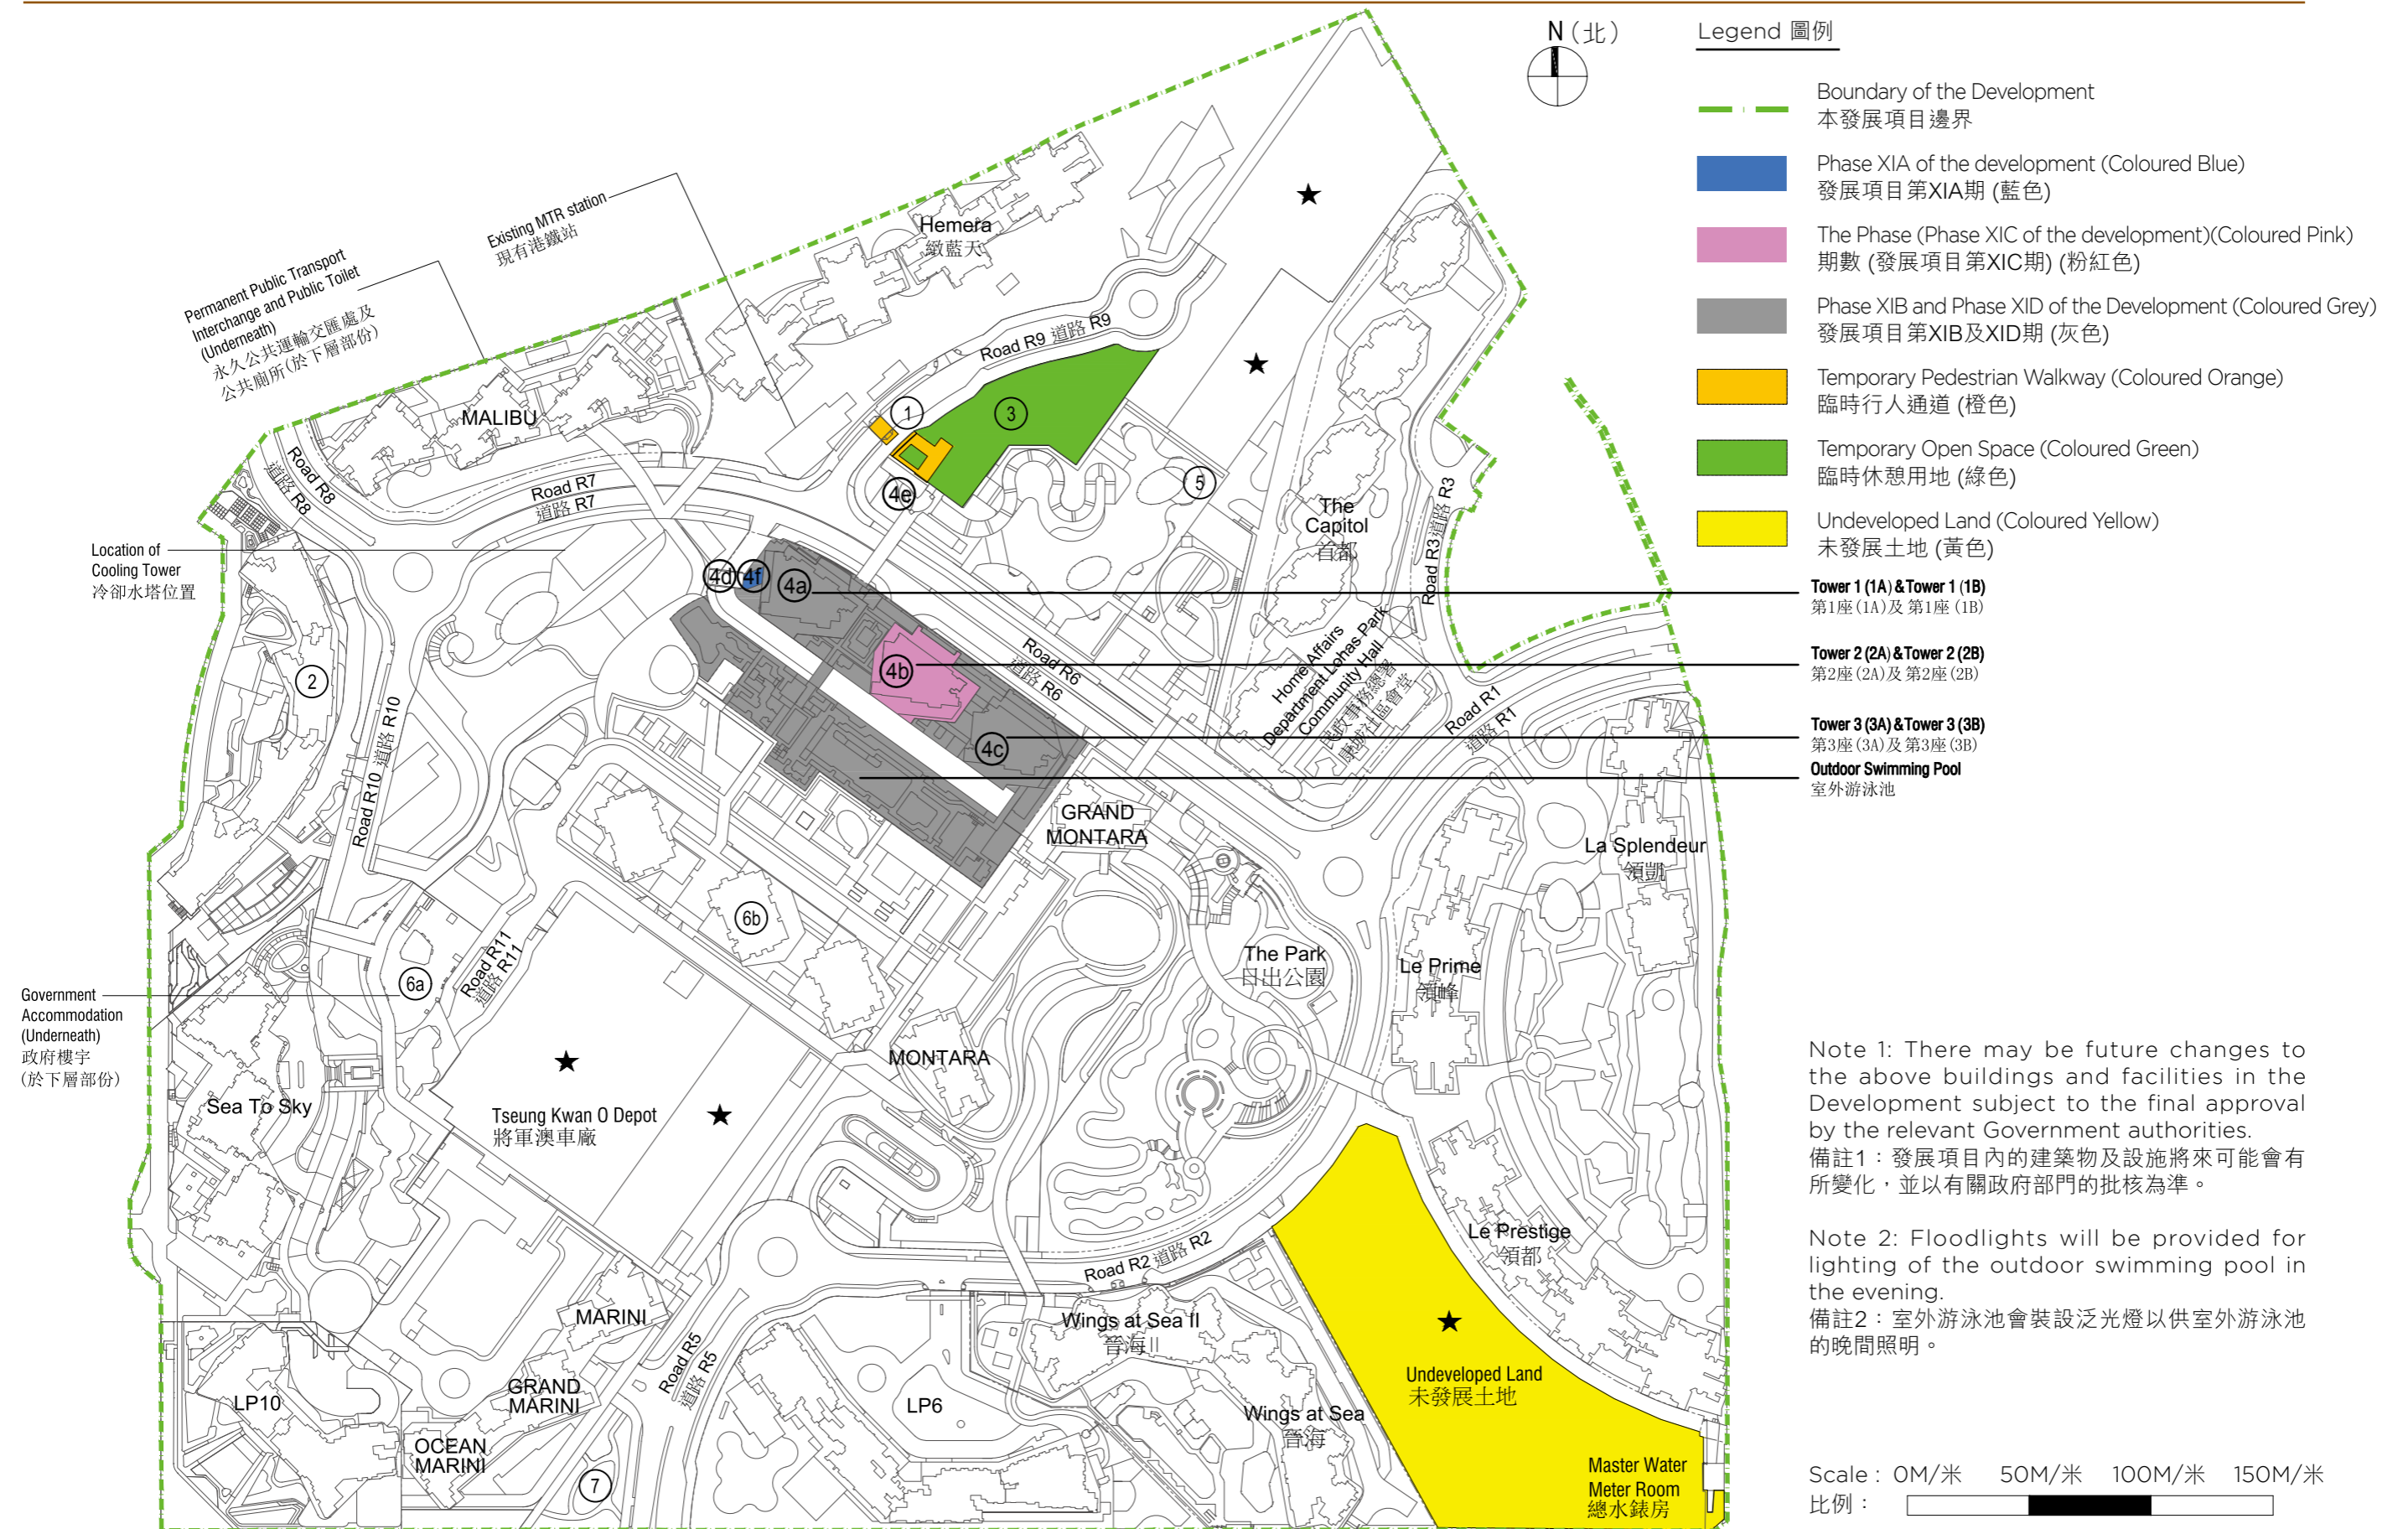 N (北)
Legend 圖例
Boundary of the Development
本發展項目邊界
Phase XIA of the development (Coloured Blue)
發展項目第XIA期 (藍色)
The Phase (Phase XIC of the development)(Coloured Pink)
期數 (發展項目第XIC期) (粉紅色)
Phase XIB and Phase XID of the Development (Coloured Grey)
發展項目第XIB及XID期 (灰色)
Temporary Pedestrian Walkway (Coloured Orange)
臨時行人通道 (橙色)
Temporary Open Space (Coloured Green)
臨時休憩用地 (綠色)
Undeveloped Land (Coloured Yellow)
未發展土地 (黃色)
Tower 1 (1A) & Tower 1 (1B)
第1座 (1A) 及 第1座 (1B)
Tower 2 (2A) & Tower 2 (2B)
第2座 (2A) 及 第2座 (2B)
Tower 3 (3A) & Tower 3 (3B)
第3座 (3A) 及 第3座 (3B)
Outdoor Swimming Pool
室外游泳池
Existing MTR station
現有港鐵站
Permanent Public Transport
Interchange and Public Toilet
(Underneath)
永久公共運輸交匯處及
公共廁所(於下層部份)
Hemera
緻藍天
MALIBU
Road R9 道路 R9
1
3
4e
5
Road R8
道路 R8
Road R7
道路 R7
Location of
Cooling Tower
冷卻水塔位置
The
Capitol
首都
Road R3 道路 R3
4d
4f
4a
4b
4c
Road R6
道路 R6
Home Affairs
Department Lohas Park
Community Hall
民政事務總署
康城社區會堂
Road R1
道路 R1
2
Road R10 道路 R10
GRAND
MONTARA
La Splendeur
領凱
6b
6a
Road R11
道路 R11
The Park
日出公園
Le Prime
領峰
Government
Accommodation
(Underneath)
政府樓宇
(於下層部份)
MONTARA
Sea To Sky
Tseung Kwan O Depot
將軍澳車廠
Le Prestige
領都
Road R2 道路 R2
MARINI
Road R5
道路 R5
Wings at Sea II
晉海II
Undeveloped Land
未發展土地
GRAND
MARINI
LP10
LP6
Wings at Sea
晉海
OCEAN
MARINI
7
Master Water
Meter Room
總水錶房
Note 1: There may be future changes to
the above buildings and facilities in the
Development subject to the final approval
by the relevant Government authorities.
備註1：發展項目內的建築物及設施將來可能會有
所變化，並以有關政府部門的批核為準。
Note 2: Floodlights will be provided for
lighting of the outdoor swimming pool in
the evening.
備註2：室外游泳池會裝設泛光燈以供室外游泳池
的晚間照明。
Scale : 0M/米 50M/米 100M/米 150M/米
比例 :